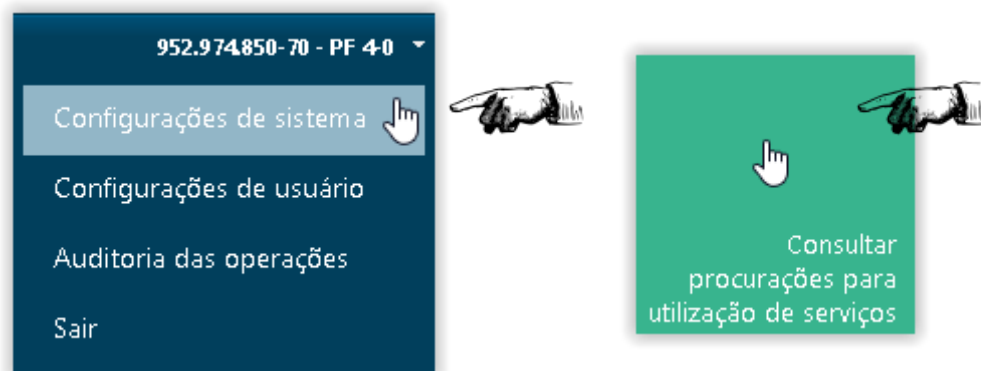 952.974.850-70 - PF 4-0
Configurações de sistema
Configurações de usuário
Auditoria das operações
Sair
Consultar
procurações para
utilização de serviços